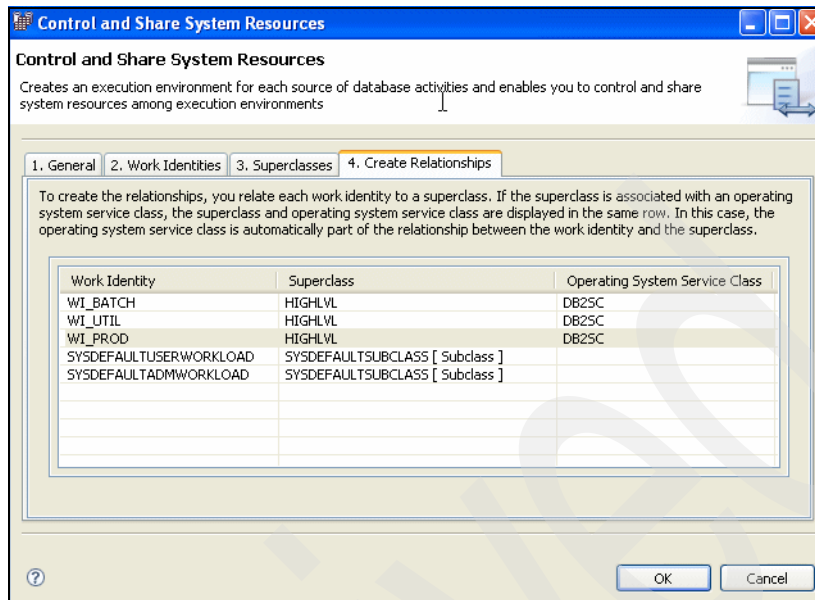 Control and Share System Resources
Control and Share System Resources
Creates an execution environment for each source of database activities and enables you to control and share
system resources among execution environments
1. General 2. Work Identities 3. Superclasses 4. Create Relationships
To create the relationships, you relate each work identity to a superclass. If the superclass is associated with an operating
system service class, the superclass and operating system service class are displayed in the same row. In this case, the
operating system service class is automatically part of the relationship between the work identity and the superclass.
Work Identity Superclass Operating System Service Class
WI_BATCH HIGHLVL DB2SC
WI_UTIL HIGHLVL DB2SC
WI_PROD HIGHLVL DB2SC
SYSDEFAULTUSERWORKLOAD SYSDEFAULTSUBCLASS [ Subclass ]
SYSDEFAULTADMWORKLOAD SYSDEFAULTSUBCLASS [ Subclass ]
? OK Cancel